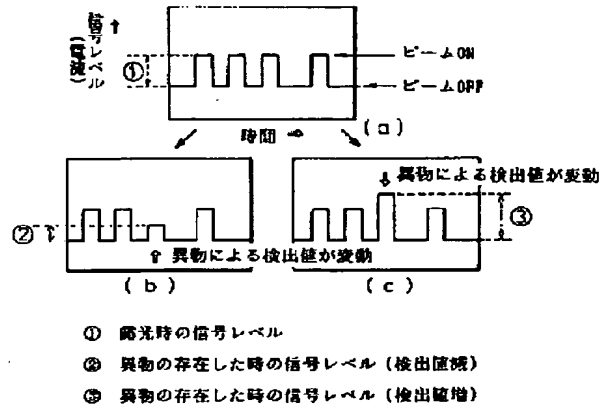 ↑
信号レベル
①
ビームON
ビームOFF
時間 →
(a)
⇩ 異物による検出値が変動
②
③
⇧ 異物による検出値が変動
(b)
(c)
① 露光時の信号レベル
② 異物の存在した時の信号レベル (検出値減)
③ 異物の存在した時の信号レベル (検出値増)